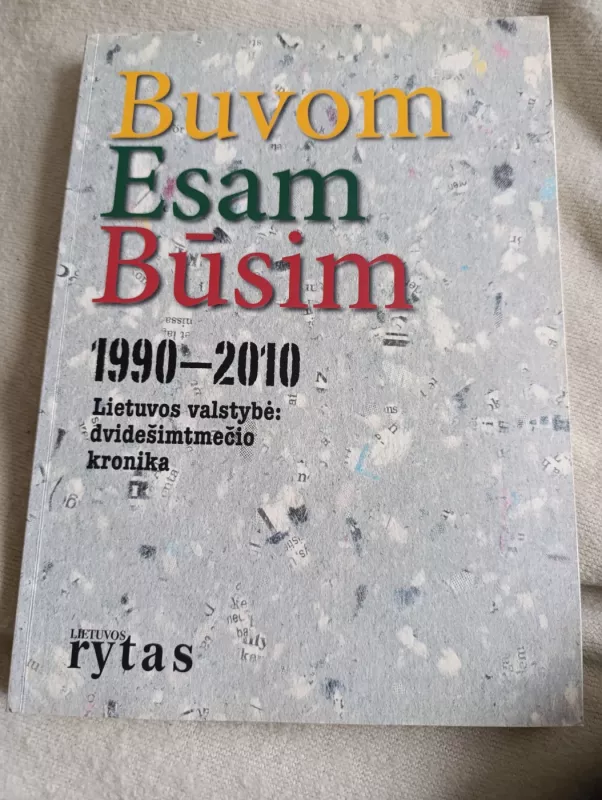 Buvom
Esam
Būsim
1990—2010
Lietuvos valstybė:
dvidešimtmečio
kronika
LIETUVOS
rytas